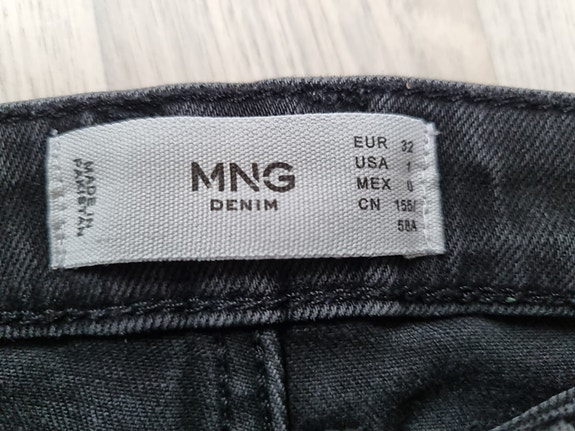 MADE IN
PAKISTAN
MNG
DENIM
EUR 32
USA 1
MEX 0
CN 155/
58A